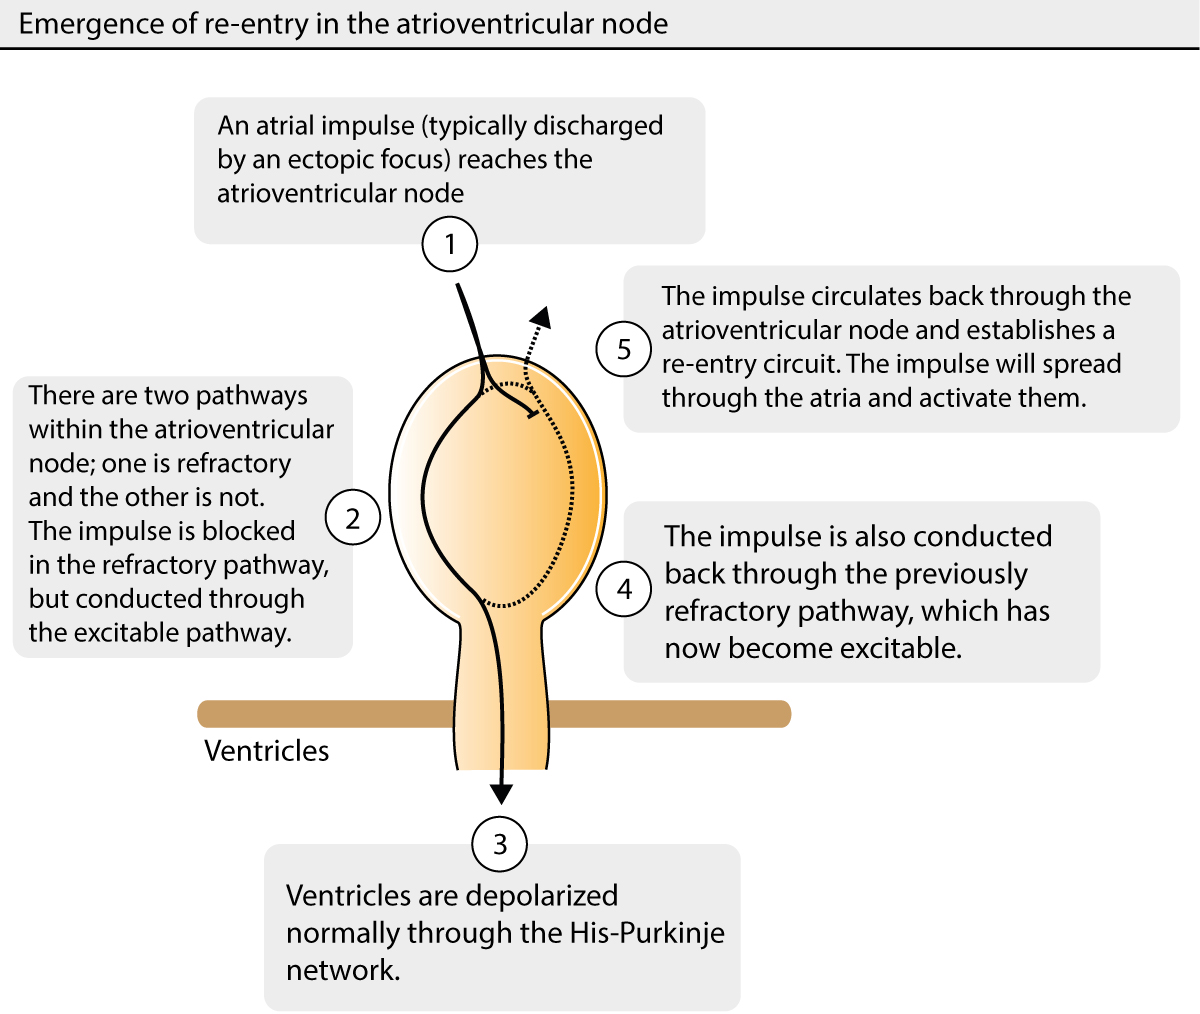 Emergence of re-entry in the atrioventricular node
An atrial impulse (typically discharged
by an ectopic focus) reaches the
atrioventricular node
1
There are two pathways
within the atrioventricular
node; one is refractory
and the other is not.
The impulse is blocked
in the refractory pathway,
but conducted through
the excitable pathway.
2
Ventricles
3
Ventricles are depolarized
normally through the His-Purkinje
network.
4
The impulse is also conducted
back through the previously
refractory pathway, which has
now become excitable.
5
The impulse circulates back through the
atrioventricular node and establishes a
re-entry circuit. The impulse will spread
through the atria and activate them.